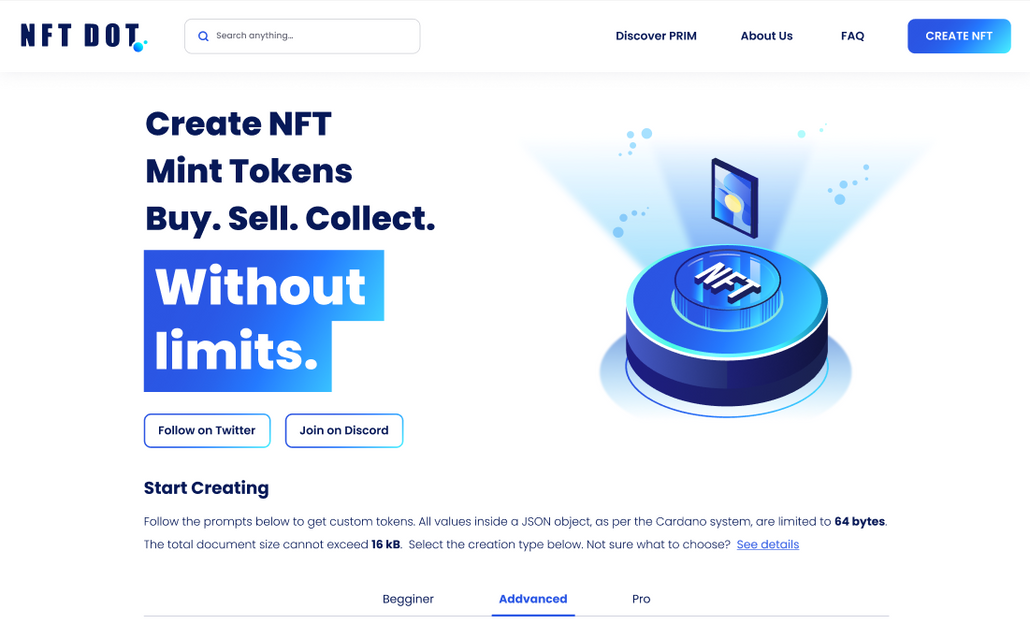 NFT DOT
Search anything...
Discover PRIM
About Us
FAQ
CREATE NFT
Create NFT
Mint Tokens
Buy. Sell. Collect.
Without
limits.
NFT
Follow on Twitter
Join on Discord
Start Creating
Follow the prompts below to get custom tokens. All values inside a JSON object, as per the Cardano system, are limited to 64 bytes.
The total document size cannot exceed 16 kB. Select the creation type below. Not sure what to choose? See details
Begginer
Addvanced
Pro